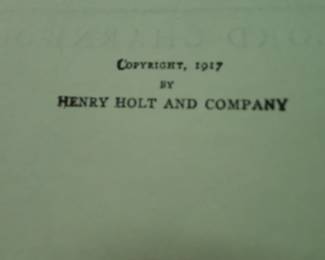 COPYRIGHT, 1917
BY
HENRY HOLT AND COMPANY